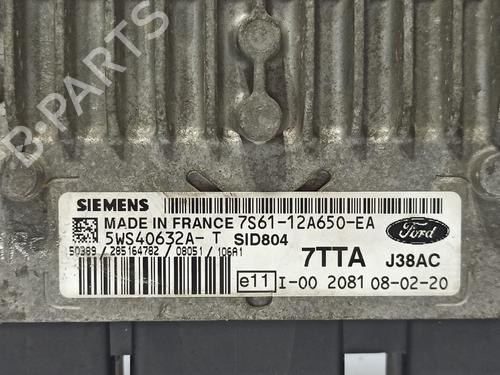 B-PARTS
SIEMENS
MADE IN FRANCE 7S61-12A650-EA
5WS40632A- T SID804
50389 / 285164782 / 08051 / 106A1
Ford
7TTA J38AC
e11 I-00 2081 08-02-20